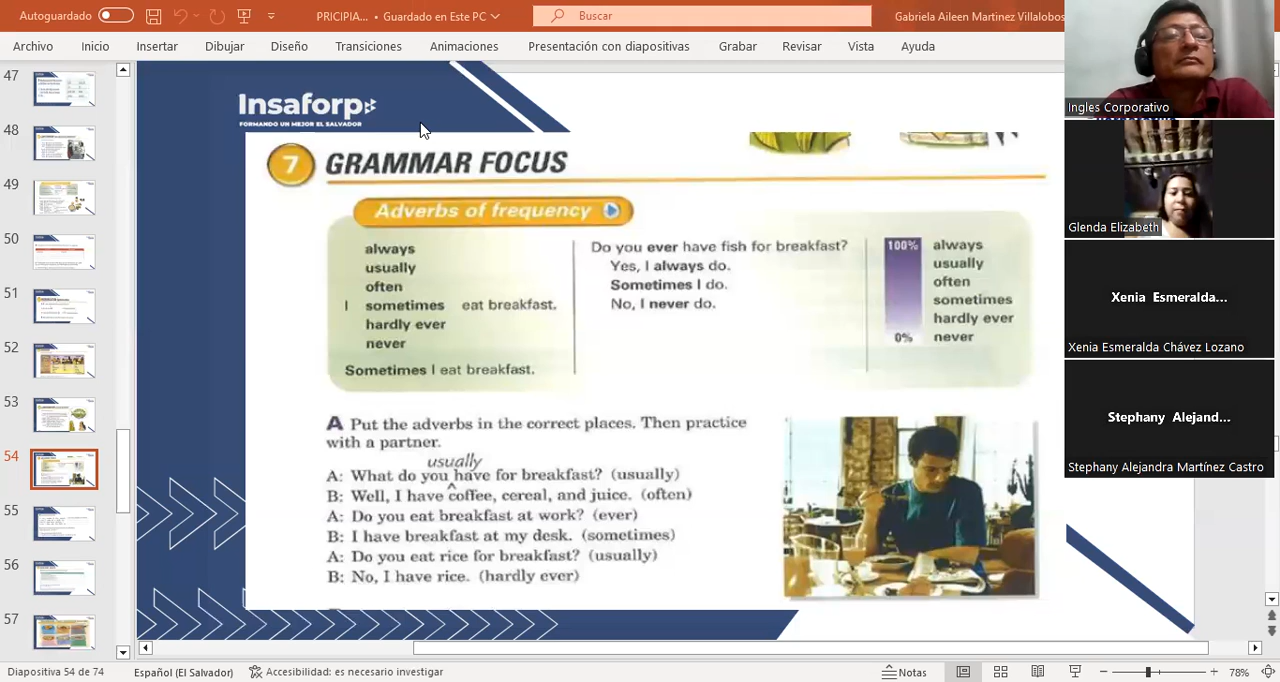 Autoguardado
PRICIPIA... • Guardado en Este PC
Buscar
Gabriela Aileen Martinez Villalobos
Archivo Inicio Insertar Dibujar Diseño Transiciones Animaciones Presentación con diapositivas Grabar Revisar Vista Ayuda
47
48
49
50
51
52
53
54
55
56
57
Insaforp
FORMANDO UN MEJOR EL SALVADOR
7 GRAMMAR FOCUS
Adverbs of frequency
always
usually
often
I sometimes eat breakfast.
hardly ever
never
Sometimes I eat breakfast.
Do you ever have fish for breakfast?
Yes, I always do.
Sometimes I do.
No, I never do.
100% always
usually
often
sometimes
hardly ever
0% never
A Put the adverbs in the correct places. Then practice
with a partner.
usually
A: What do you ^ have for breakfast? (usually)
B: Well, I have coffee, cereal, and juice. (often)
A: Do you eat breakfast at work? (ever)
B: I have breakfast at my desk. (sometimes)
A: Do you eat rice for breakfast? (usually)
B: No, I have rice. (hardly ever)
Ingles Corporativo
Glenda Elizabeth
Xenia Esmeralda...
Xenia Esmeralda Chávez Lozano
Stephany Alejand...
Stephany Alejandra Martínez Castro
Diapositiva 54 de 74
Español (El Salvador)
Accesibilidad: es necesario investigar
Notas
78%